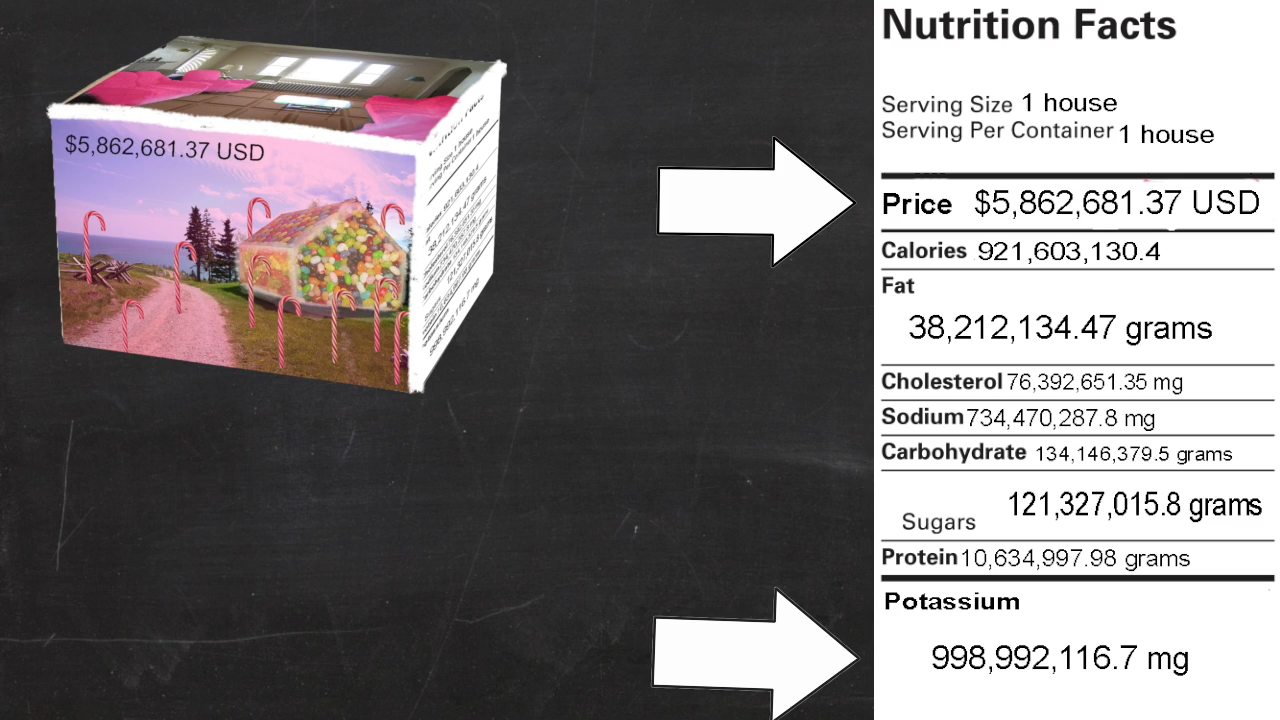 $5,862,681.37 USD
Nutrition Facts
Serving Size 1 house
Serving Per Container 1 house
Price $5,862,681.37 USD
Calories 921,603,130.4
Fat
38,212,134.47 grams
Cholesterol 76,392,651.35 mg
Sodium 734,470,287.8 mg
Carbohydrate 134,146,379.5 grams
121,327,015.8 grams
Sugars
Protein 10,634,997.98 grams
Potassium
998,992,116.7 mg